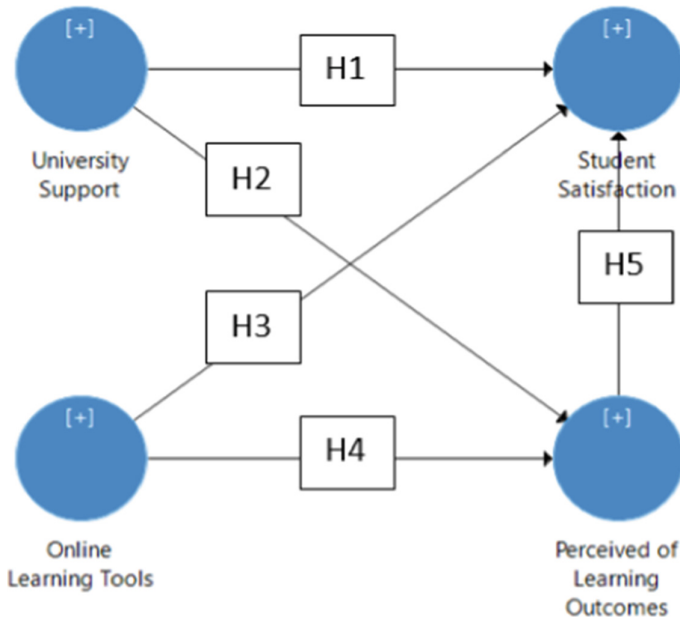 [+]
[+]
H1
University
Support
Student
Satisfaction
H2
H5
H3
[+]
[+]
H4
Online
Learning Tools
Perceived of
Learning
Outcomes